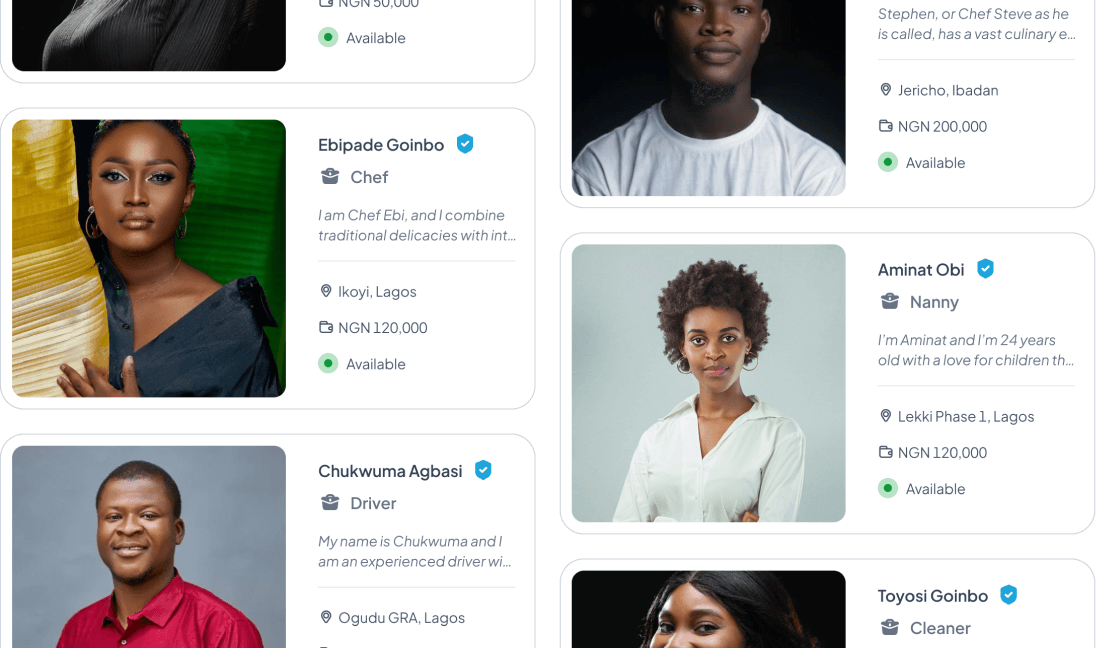 NGN 50,000
Available
Ebipade Goinbo
Chef
I am Chef Ebi, and I combine
traditional delicacies with int...
Ikoyi, Lagos
NGN 120,000
Available
Chukwuma Agbasi
Driver
My name is Chukwuma and I
am an experienced driver wi...
Ogudu GRA, Lagos
Stephen, or Chef Steve as he
is called, has a vast culinary e...
Jericho, Ibadan
NGN 200,000
Available
Aminat Obi
Nanny
I'm Aminat and I'm 24 years
old with a love for children th...
Lekki Phase 1, Lagos
NGN 120,000
Available
Toyosi Goinbo
Cleaner